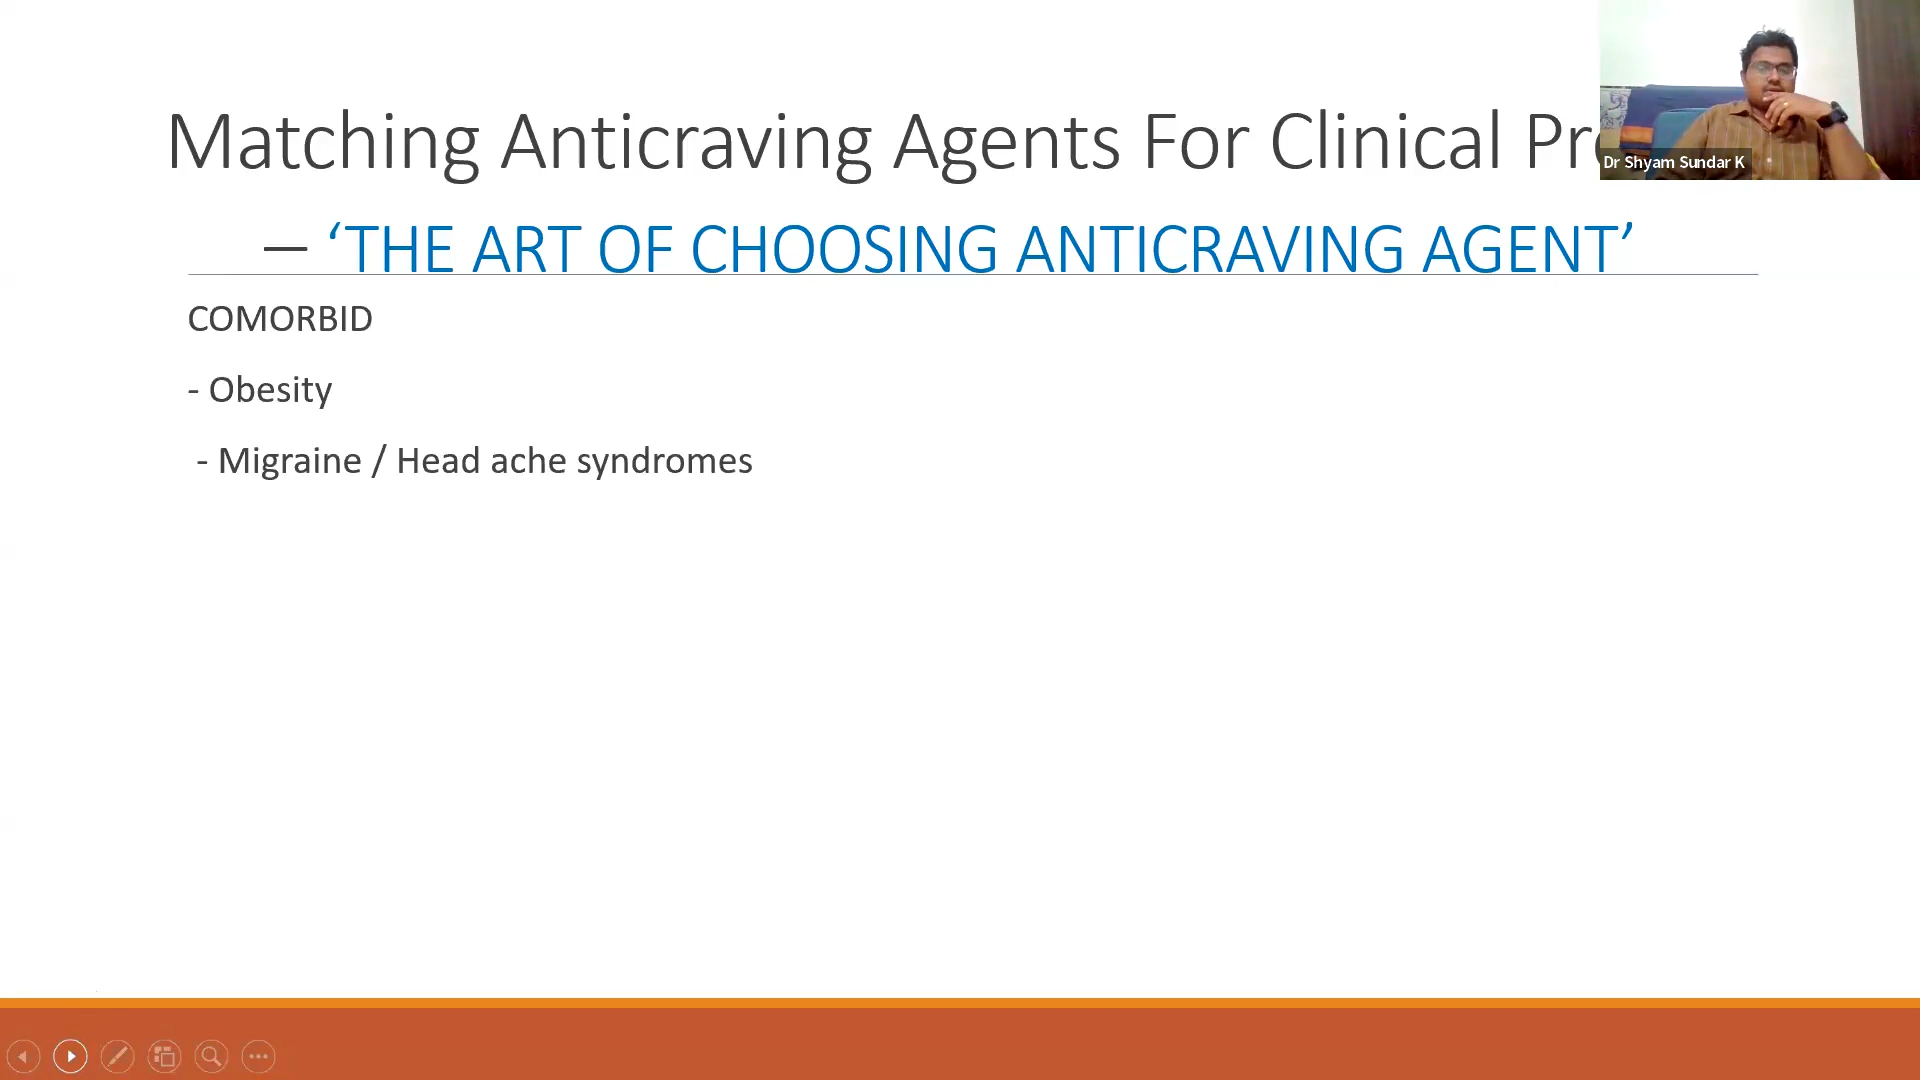 Matching Anticraving Agents For Clinical
– ‘THE ART OF CHOOSING ANTICRAVING AGENT’
COMORBID
- Obesity
- Migraine / Head ache syndromes
Dr Shyam Sundar K